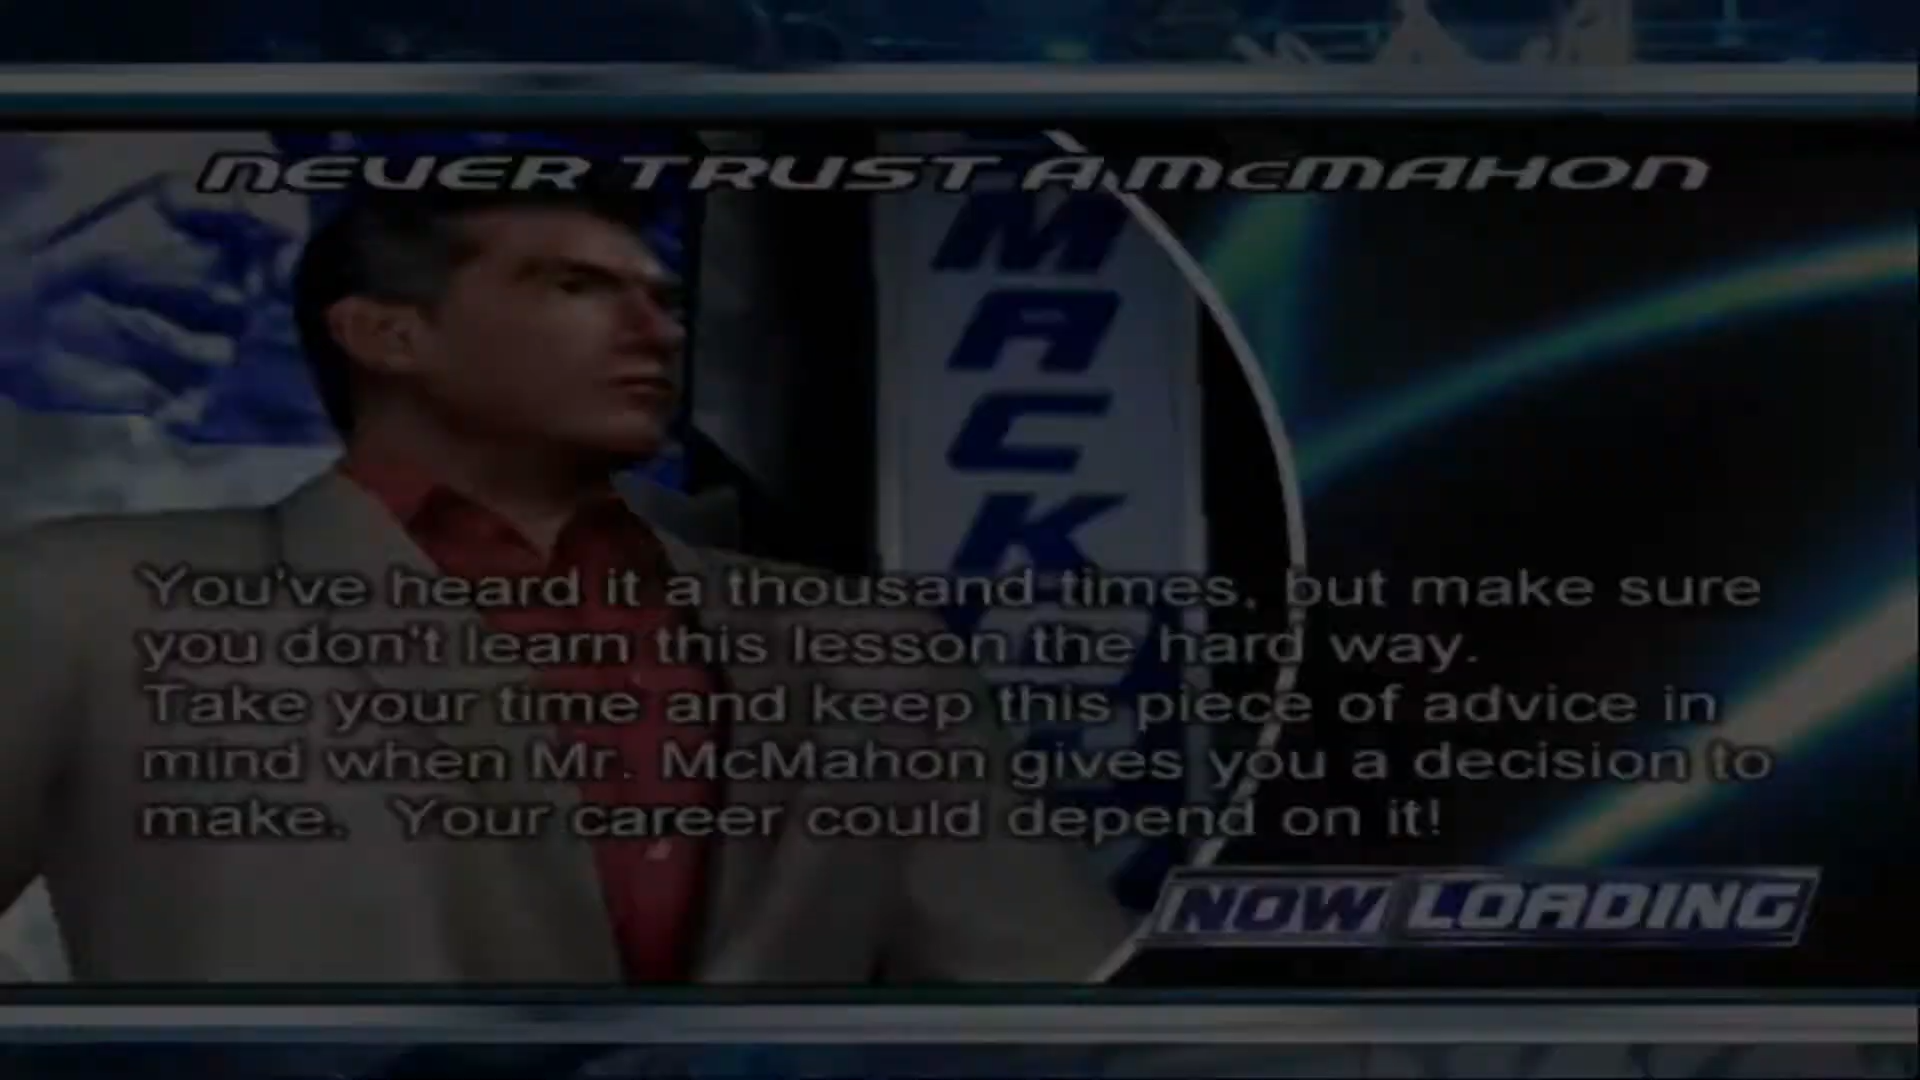 NEVER TRUST A McMAHON
MACK
You've heard it a thousand times, but make sure
you don't learn this lesson the hard way.
Take your time and keep this piece of advice in
mind when Mr. McMahon gives you a decision to
make. Your career could depend on it!
NOW LOADING